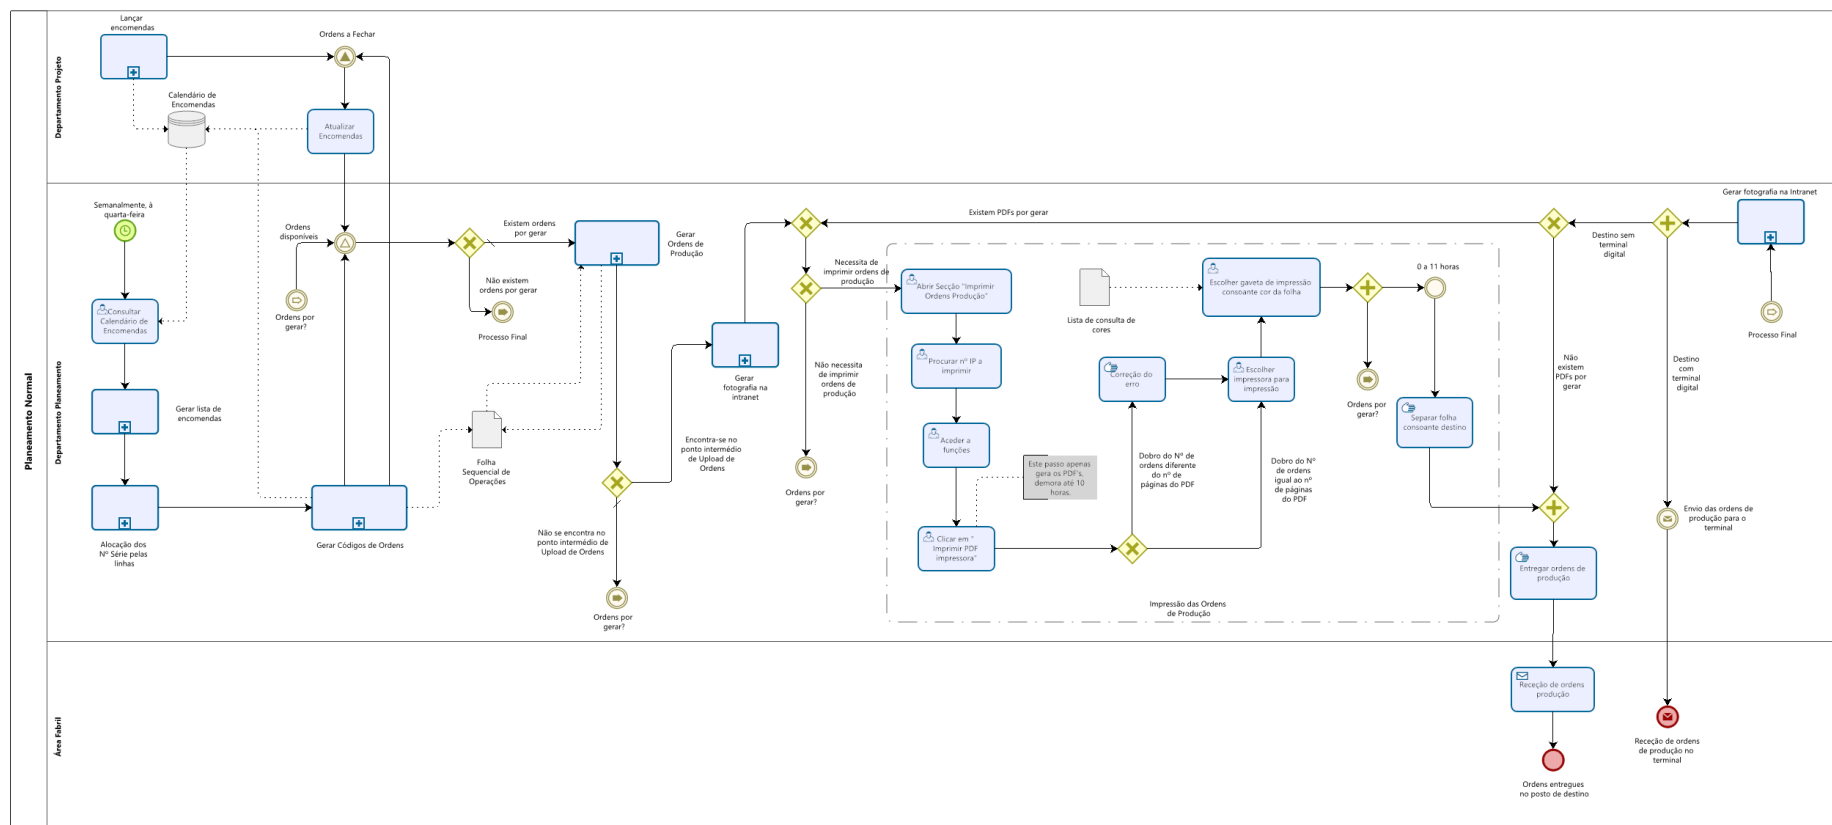 Planeamento Normal
Departamento Projeto
Lançar
encomendas
Ordens a Fechar
Calendário de
Encomendas
Atualizar
Encomendas
Departamento Planeamento
Semanalmente, à
quarta-feira
Consultar
Calendário de
Encomendas
Gerar lista de
encomendas
Alocação dos
Nº Série pelas
linhas
Ordens
disponíveis
Ordens por
gerar?
Gerar Códigos de Ordens
Existem ordens
por gerar
Não existem
ordens por gerar
Processo Final
Gerar
Ordens de
Produção
Folha
Sequencial de
Operações
Não se encontra no
ponto intermédio de
Upload de Ordens
Ordens por
gerar?
Encontra-se no
ponto intermédio
de Upload de
Ordens
Gerar
fotografia na
intranet
Existem PDFs por gerar
Necessita de
imprimir ordens de
produção
Não necessita
de imprimir
ordens de
produção
Ordens por
gerar?
Abrir Secção "Imprimir
Ordens Produção"
Procurar nº IP a
imprimir
Aceder a
funções
Este passo apenas
gera os PDF's,
demora até 10
horas.
Clicar em "
Imprimir PDF
impressora"
Lista de consulta de
cores
Escolher gaveta de impressão
consoante cor da folha
Correção do
erro
Escolher
impressora para
impressão
Dobro do Nº de
ordens diferente
do nº de
páginas do PDF
Dobro do Nº
de ordens
igual ao nº
de páginas
do PDF
0 a 11 horas
Ordens por
gerar?
Separar folha
consoante destino
Impressão das Ordens
de Produção
Não
existem
PDFs por
gerar
Destino sem
terminal
digital
Destino
com
terminal
digital
Gerar fotografia na Intranet
Processo Final
Envio das ordens de
produção para o
terminal
Entregar ordens de
produção
Área Fabril
Receção de ordens
produção
Ordens entregues
no posto de destino
Receção de ordens
de produção no
terminal